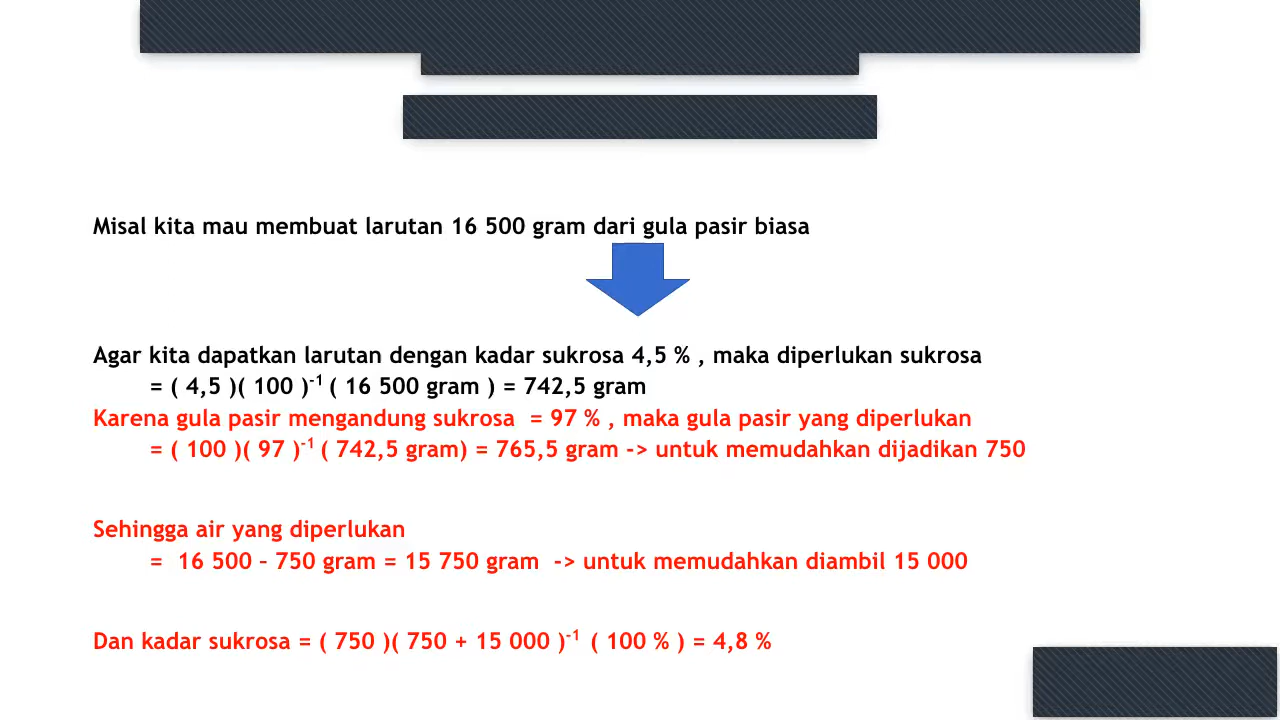 Misal kita mau membuat larutan 16 500 gram dari gula pasir biasa
Agar kita dapatkan larutan dengan kadar sukrosa 4,5 % , maka diperlukan sukrosa
= ( 4,5 )( 100 )⁻¹ ( 16 500 gram ) = 742,5 gram
Karena gula pasir mengandung sukrosa = 97 % , maka gula pasir yang diperlukan
= ( 100 )( 97 )⁻¹ ( 742,5 gram) = 765,5 gram -> untuk memudahkan dijadikan 750
Sehingga air yang diperlukan
= 16 500 – 750 gram = 15 750 gram -> untuk memudahkan diambil 15 000
Dan kadar sukrosa = ( 750 )( 750 + 15 000 )⁻¹ ( 100 % ) = 4,8 %